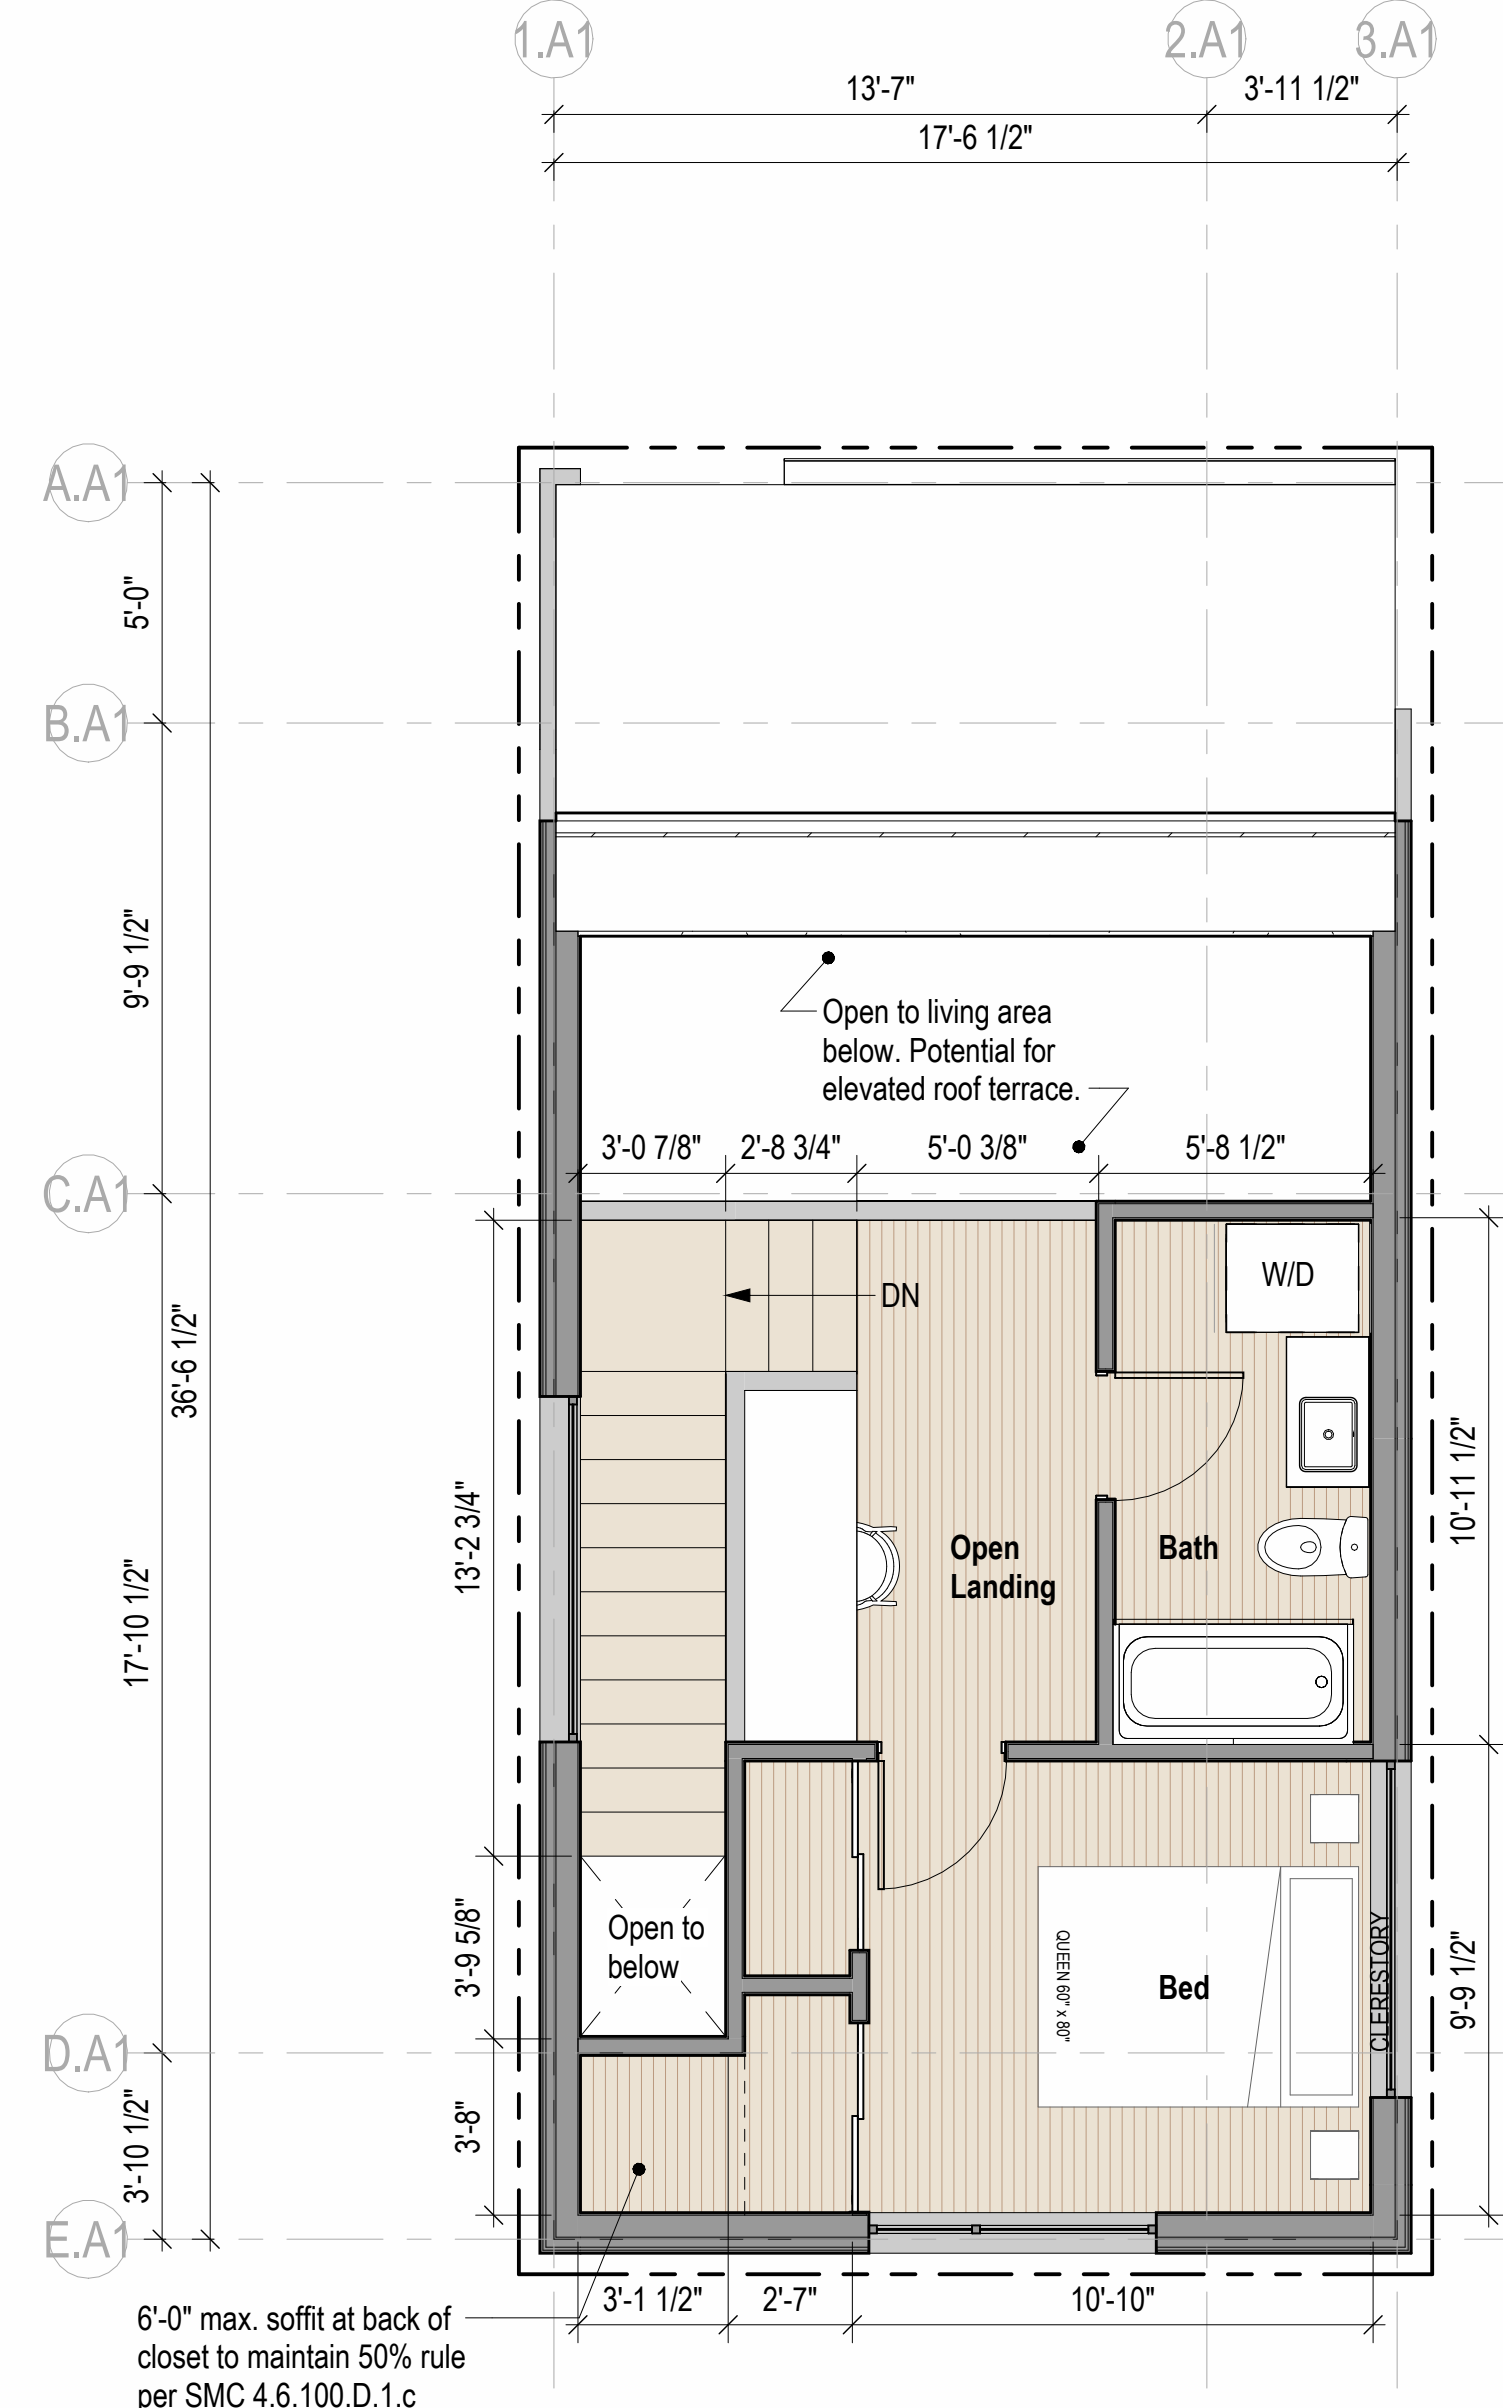 1.A1
2.A1
3.A1
13'-7"
3'-11 1/2"
17'-6 1/2"
A.A1
5'-0"
B.A1
9'-9 1/2"
36'-6 1/2"
Open to living area
below. Potential for
elevated roof terrace.
3'-0 7/8"
2'-8 3/4"
5'-0 3/8"
5'-8 1/2"
C.A1
W/D
DN
13'-2 3/4"
10'-11 1/2"
17'-10 1/2"
Open
Landing
Bath
3'-9 5/8"
Open to
below
QUEEN 60" x 80"
Bed
CLERESTORY
9'-9 1/2"
D.A1
3'-10 1/2"
3'-8"
E.A1
3'-1 1/2"
2'-7"
10'-10"
6'-0" max. soffit at back of
closet to maintain 50% rule
per SMC 4.6.100.D.1.c